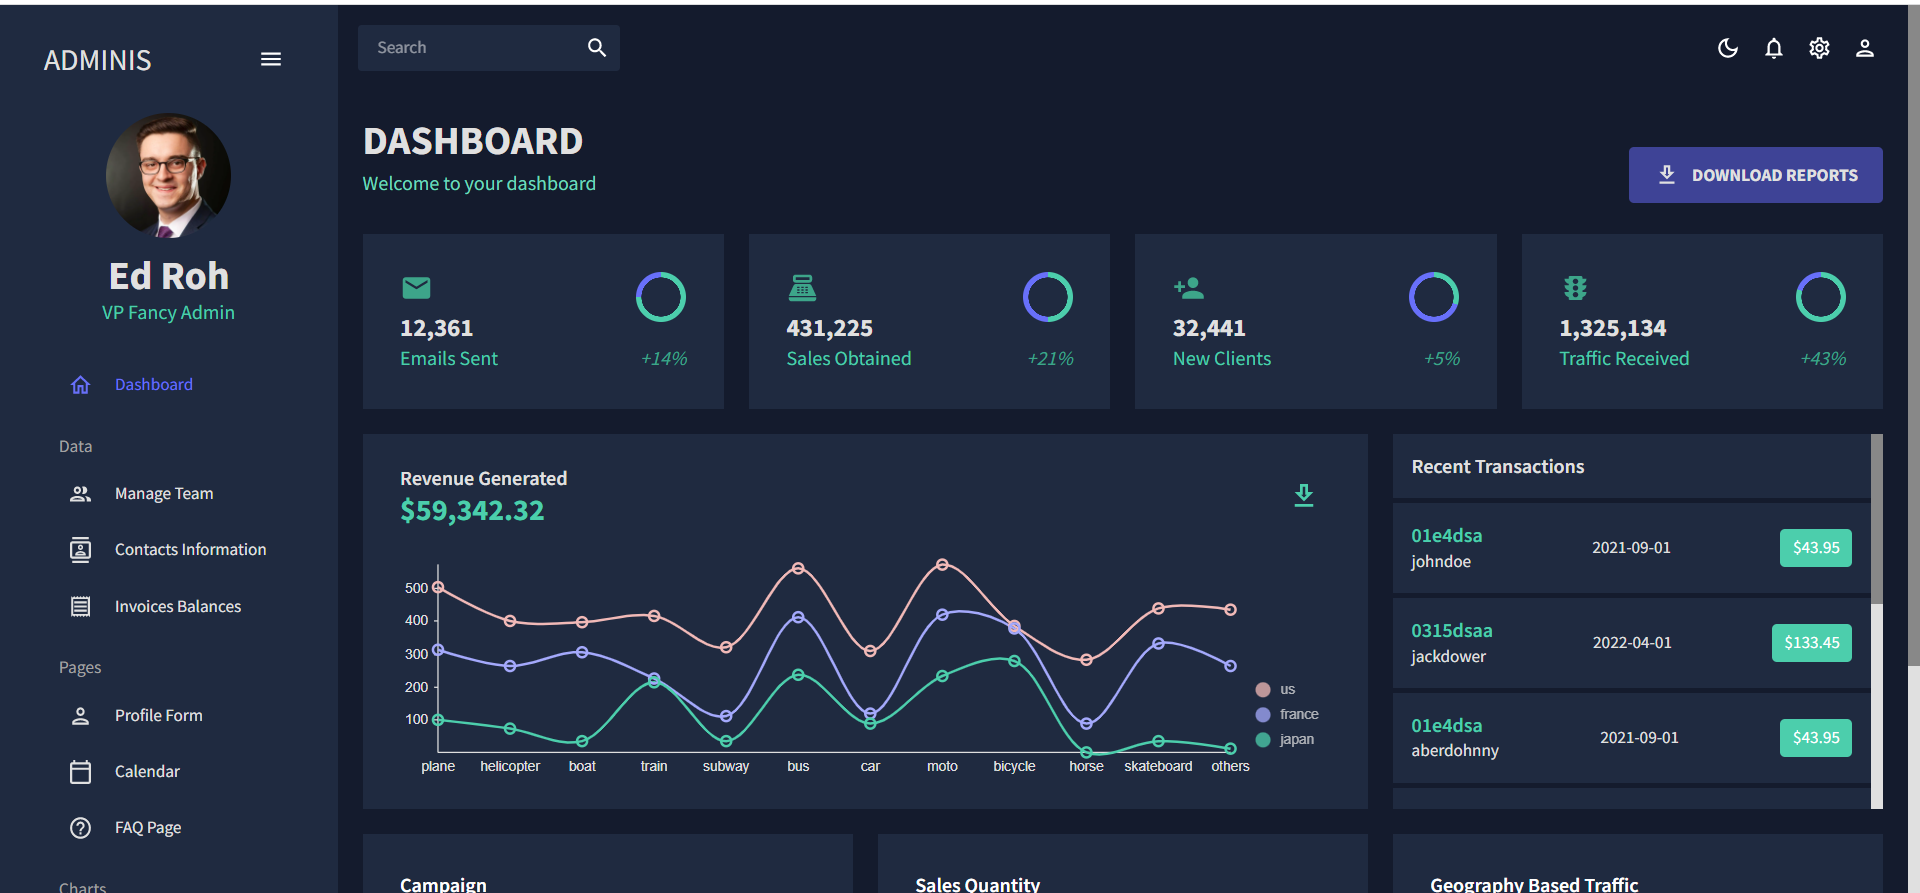 ADMINIS
Search
Ed Roh
VP Fancy Admin
Dashboard
Data
Manage Team
Contacts Information
Invoices Balances
Pages
Profile Form
Calendar
FAQ Page
Charts
DASHBOARD
Welcome to your dashboard
DOWNLOAD REPORTS
12,361
Emails Sent +14%
431,225
Sales Obtained +21%
32,441
New Clients +5%
1,325,134
Traffic Received +43%
Revenue Generated
$59,342.32
500
400
300
200
100
plane helicopter boat train subway bus car moto bicycle horse skateboard others
us
france
japan
Recent Transactions
01e4dsa
johndoe
2021-09-01
$43.95
0315dsaa
jackdower
2022-04-01
$133.45
01e4dsa
aberdohnny
2021-09-01
$43.95
Campaign
Sales Quantity
Geography Based Traffic